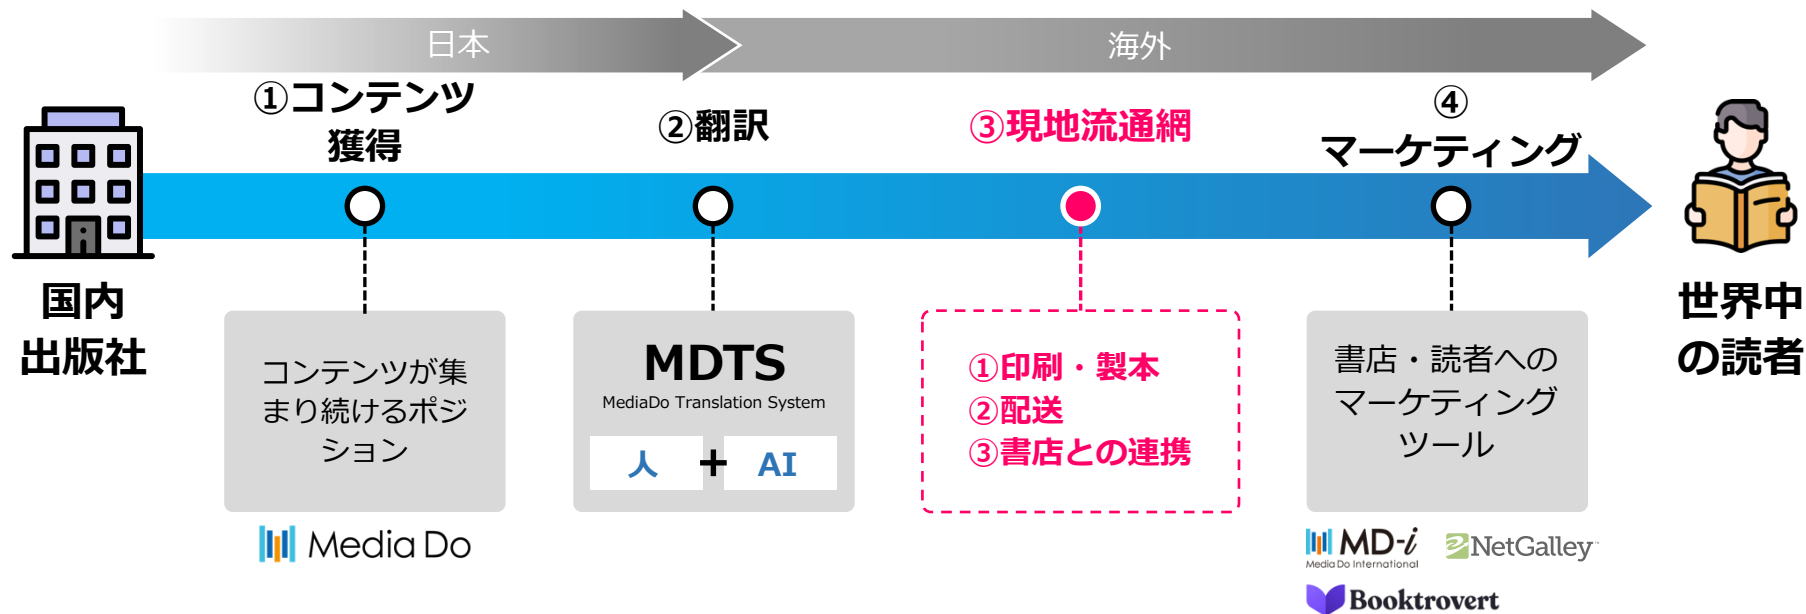 日本
海外
①コンテンツ
獲得
②翻訳
③現地流通網
④
マーケティング
国内
出版社
世界中
の読者
コンテンツが集
まり続けるポジ
ション
MDTS
MediaDo Translation System
人 + AI
①印刷・製本
②配送
③書店との連携
書店・読者への
マーケティング
ツール
Media Do
MD-i
Media Do International
NetGalley
Booktrovert